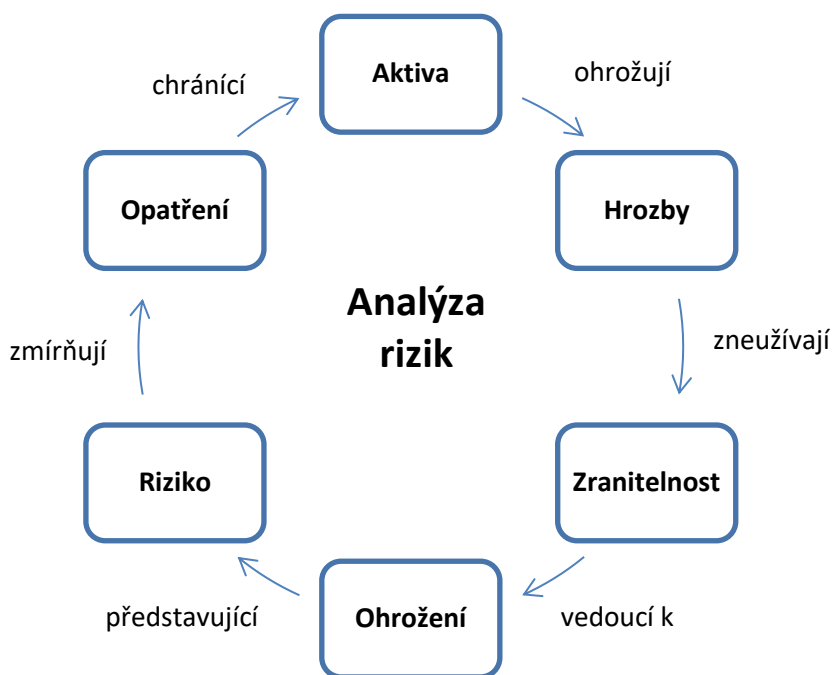 Aktiva
chránící
ohrožují
Opatření
Hrozby
Analýza
rizik
zmírňují
zneužívají
Riziko
Zranitelnost
představující
Ohrožení
vedoucí k